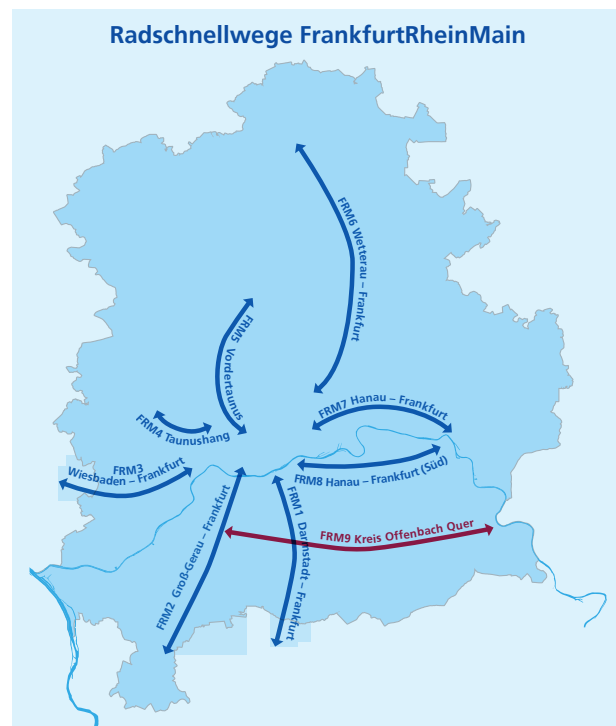 Radschnellwege FrankfurtRheinMain
FRM6 Wetterau – Frankfurt
FRM5 Vordertaunus
FRM7 Hanau – Frankfurt
FRM4 Taunushang
FRM3
Wiesbaden – Frankfurt
FRM8 Hanau – Frankfurt (Süd)
FRM2 Groß-Gerau – Frankfurt
FRM1 Darmstadt – Frankfurt
FRM9 Kreis Offenbach Quer